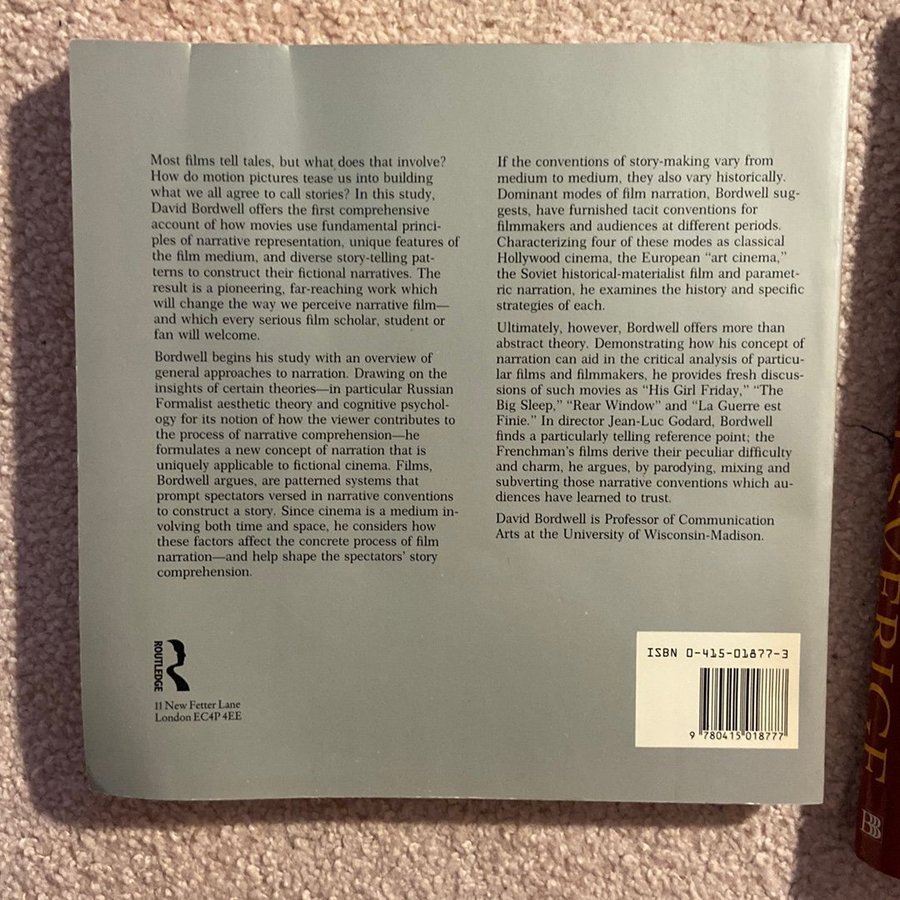 Most films tell tales, but what does that involve?
How do motion pictures tease us into building
what we all agree to call stories? In this study,
David Bordwell offers the first comprehensive
account of how movies use fundamental princi-
ples of narrative representation, unique features of
the film medium, and diverse story-telling pat-
terns to construct their fictional narratives. The
result is a pioneering, far-reaching work which
will change the way we perceive narrative film—
and which every serious film scholar, student or
fan will welcome.
Bordwell begins his study with an overview of
general approaches to narration. Drawing on the
insights of certain theories—in particular Russian
Formalist aesthetic theory and cognitive psychol-
ogy for its notion of how the viewer contributes to
the process of narrative comprehension—he
formulates a new concept of narration that is
uniquely applicable to fictional cinema. Films,
Bordwell argues, are patterned systems that
prompt spectators versed in narrative conventions
to construct a story. Since cinema is a medium in-
volving both time and space, he considers how
these factors affect the concrete process of film
narration—and help shape the spectators' story
comprehension.
If the conventions of story-making vary from
medium to medium, they also vary historically.
Dominant modes of film narration, Bordwell sug-
gests, have furnished tacit conventions for
filmmakers and audiences at different periods.
Characterizing four of these modes as classical
Hollywood cinema, the European “art cinema,”
the Soviet historical-materialist film and paramet-
ric narration, he examines the history and specific
strategies of each.
Ultimately, however, Bordwell offers more than
abstract theory. Demonstrating how his concept of
narration can aid in the critical analysis of particu-
lar films and filmmakers, he provides fresh discus-
sions of such movies as “His Girl Friday,” “The
Big Sleep,” “Rear Window” and “La Guerre est
Finie.” In director Jean-Luc Godard, Bordwell
finds a particularly telling reference point; the
Frenchman's films derive their peculiar difficulty
and charm, he argues, by parodying, mixing and
subverting those narrative conventions which au-
diences have learned to trust.
David Bordwell is Professor of Communication
Arts at the University of Wisconsin-Madison.
ROUTLEDGE
11 New Fetter Lane
London EC4P 4EE
ISBN 0-415-01877-3
9 780415 018777
BBB